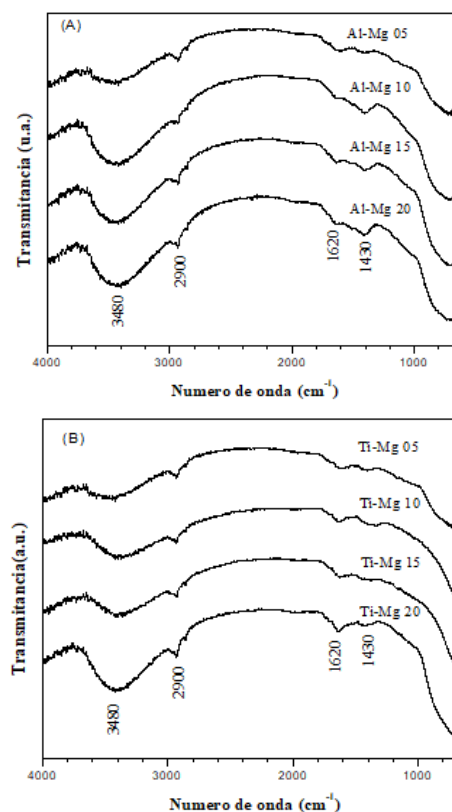 (A)
Al-Mg 05
Al-Mg 10
Al-Mg 15
Al-Mg 20
3480
2900
1620
1430
Transmitancia (u.a.)
4000
3000
2000
1000
Numero de onda (cm⁻¹)
(B)
Ti-Mg 05
Ti-Mg 10
Ti-Mg 15
Ti-Mg 20
3480
2900
1620
1430
Transmitancia(a.u.)
4000
3000
2000
1000
Numero de onda (cm⁻¹)